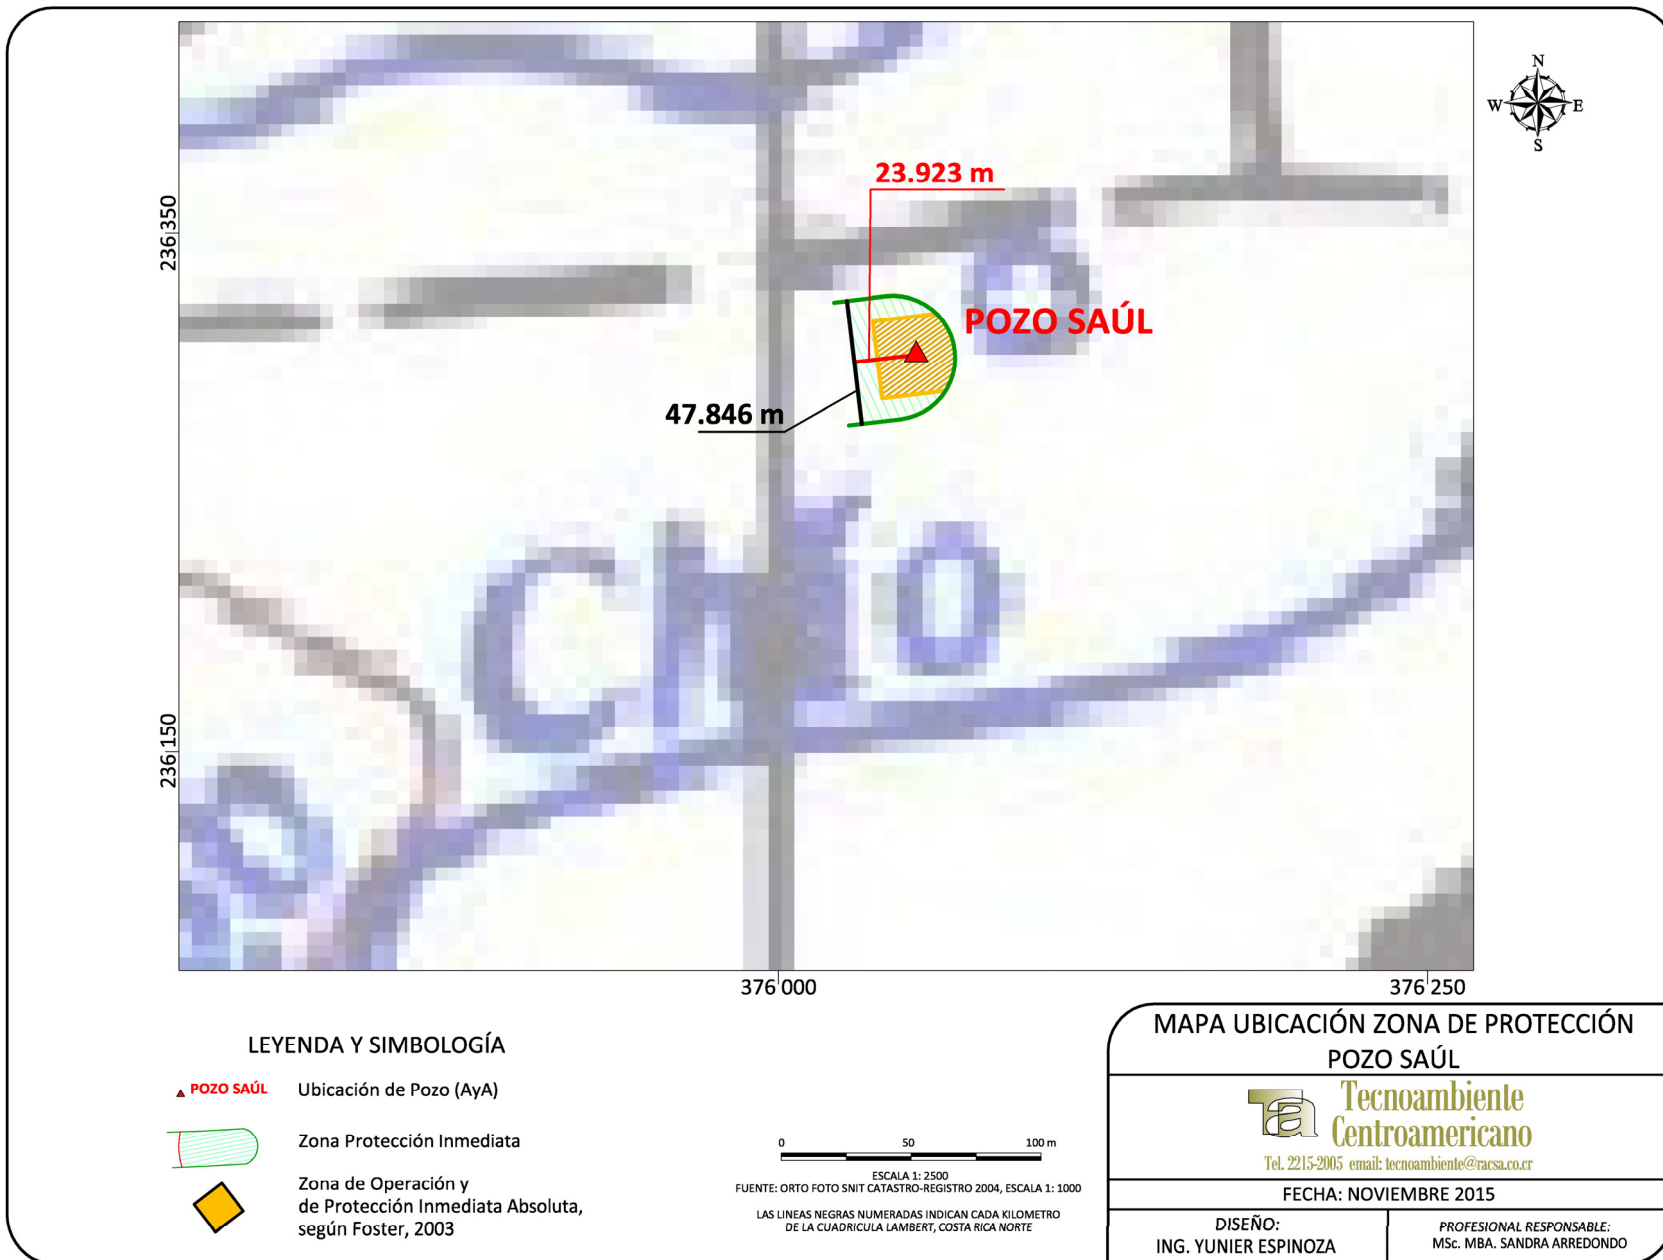 N
W E
S
23.923 m
236 350
POZO SAÚL
47.846 m
236 150
376 000
376 250
LEYENDA Y SIMBOLOGÍA
POZO SAÚL Ubicación de Pozo (AyA)
Zona Protección Inmediata
Zona de Operación y
de Protección Inmediata Absoluta,
según Foster, 2003
0 50 100 m
ESCALA 1: 2500
FUENTE: ORTO FOTO SNIT CATASTRO-REGISTRO 2004, ESCALA 1: 1000
LAS LINEAS NEGRAS NUMERADAS INDICAN CADA KILOMETRO
DE LA CUADRICULA LAMBERT, COSTA RICA NORTE
MAPA UBICACIÓN ZONA DE PROTECCIÓN
POZO SAÚL
Ta Tecnoambiente
Centroamericano
Tel. 2215-2005 email: tecnoambiente@racsa.co.cr
FECHA: NOVIEMBRE 2015
DISEÑO:
ING. YUNIER ESPINOZA
PROFESIONAL RESPONSABLE:
MSc. MBA. SANDRA ARREDONDO